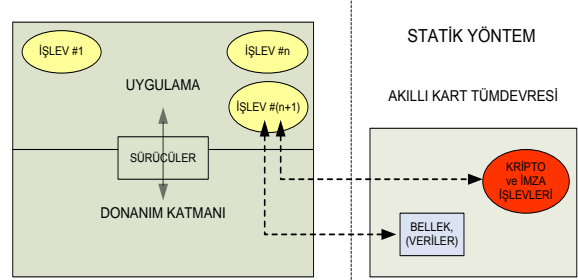 İŞLEV #1
İŞLEV #n
UYGULAMA
İŞLEV #(n+1)
SÜRÜCÜLER
DONANIM KATMANI
STATİK YÖNTEM
AKILLI KART TÜMDEVRESİ
KRİPTO
ve İMZA
İŞLEVLERİ
BELLEK,
(VERİLER)